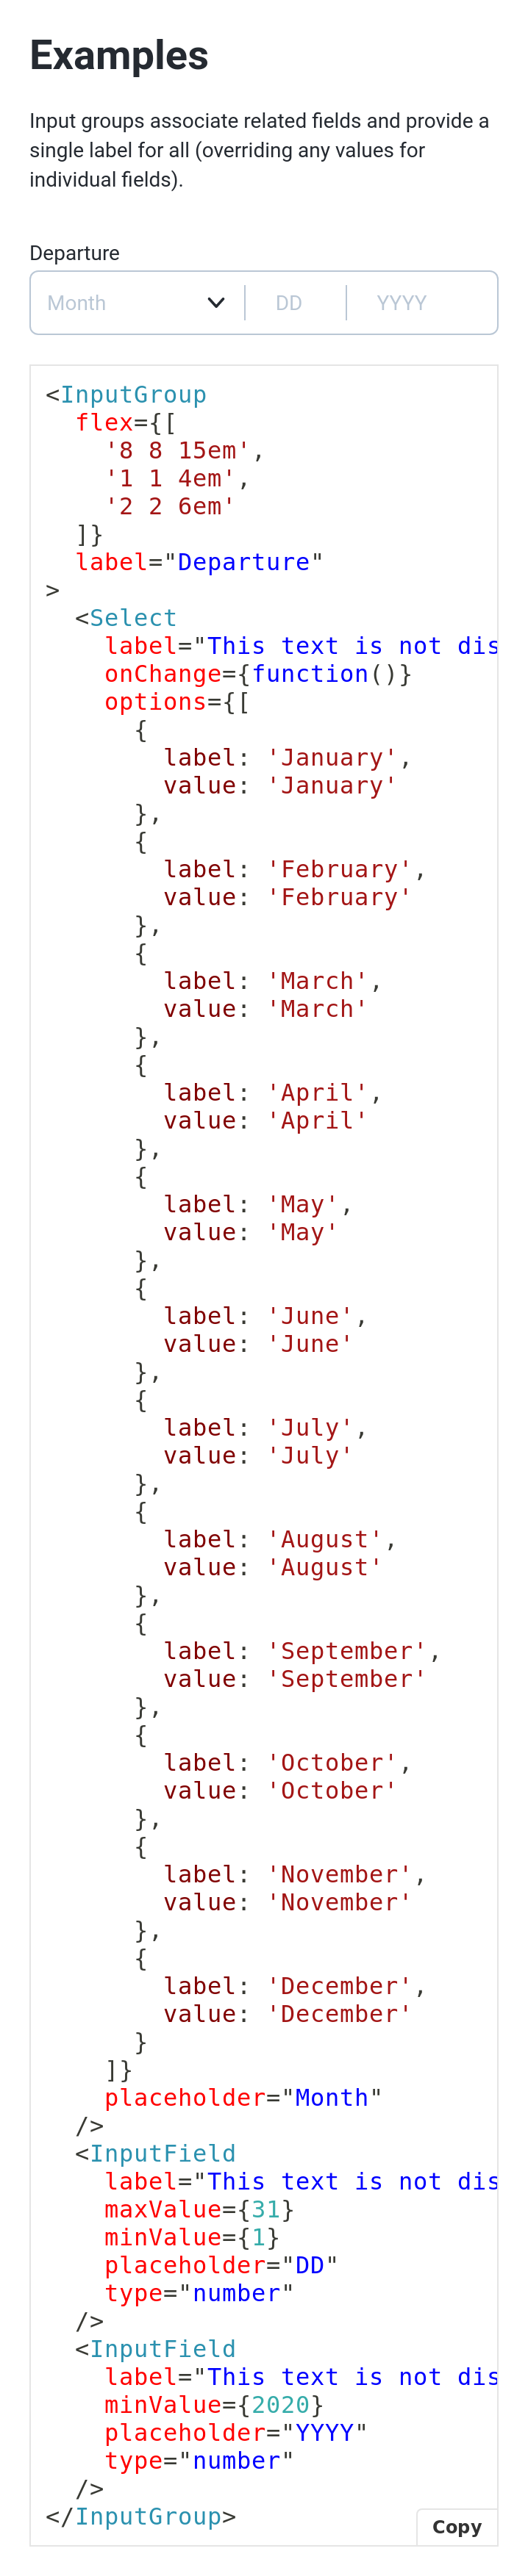 Examples
Input groups associate related fields and provide a
single label for all (overriding any values for
individual fields).
Departure
Month DD YYYY
<InputGroup
  flex={[
    '8 8 15em',
    '1 1 4em',
    '2 2 6em'
  ]}
  label="Departure"
>
  <Select
    label="This text is not dis
    onChange={function()}
    options={[
      {
        label: 'January',
        value: 'January'
      },
      {
        label: 'February',
        value: 'February'
      },
      {
        label: 'March',
        value: 'March'
      },
      {
        label: 'April',
        value: 'April'
      },
      {
        label: 'May',
        value: 'May'
      },
      {
        label: 'June',
        value: 'June'
      },
      {
        label: 'July',
        value: 'July'
      },
      {
        label: 'August',
        value: 'August'
      },
      {
        label: 'September',
        value: 'September'
      },
      {
        label: 'October',
        value: 'October'
      },
      {
        label: 'November',
        value: 'November'
      },
      {
        label: 'December',
        value: 'December'
      }
    ]}
    placeholder="Month"
  />
  <InputField
    label="This text is not dis
    maxValue={31}
    minValue={1}
    placeholder="DD"
    type="number"
  />
  <InputField
    label="This text is not dis
    minValue={2020}
    placeholder="YYYY"
    type="number"
  />
</InputGroup>
Copy